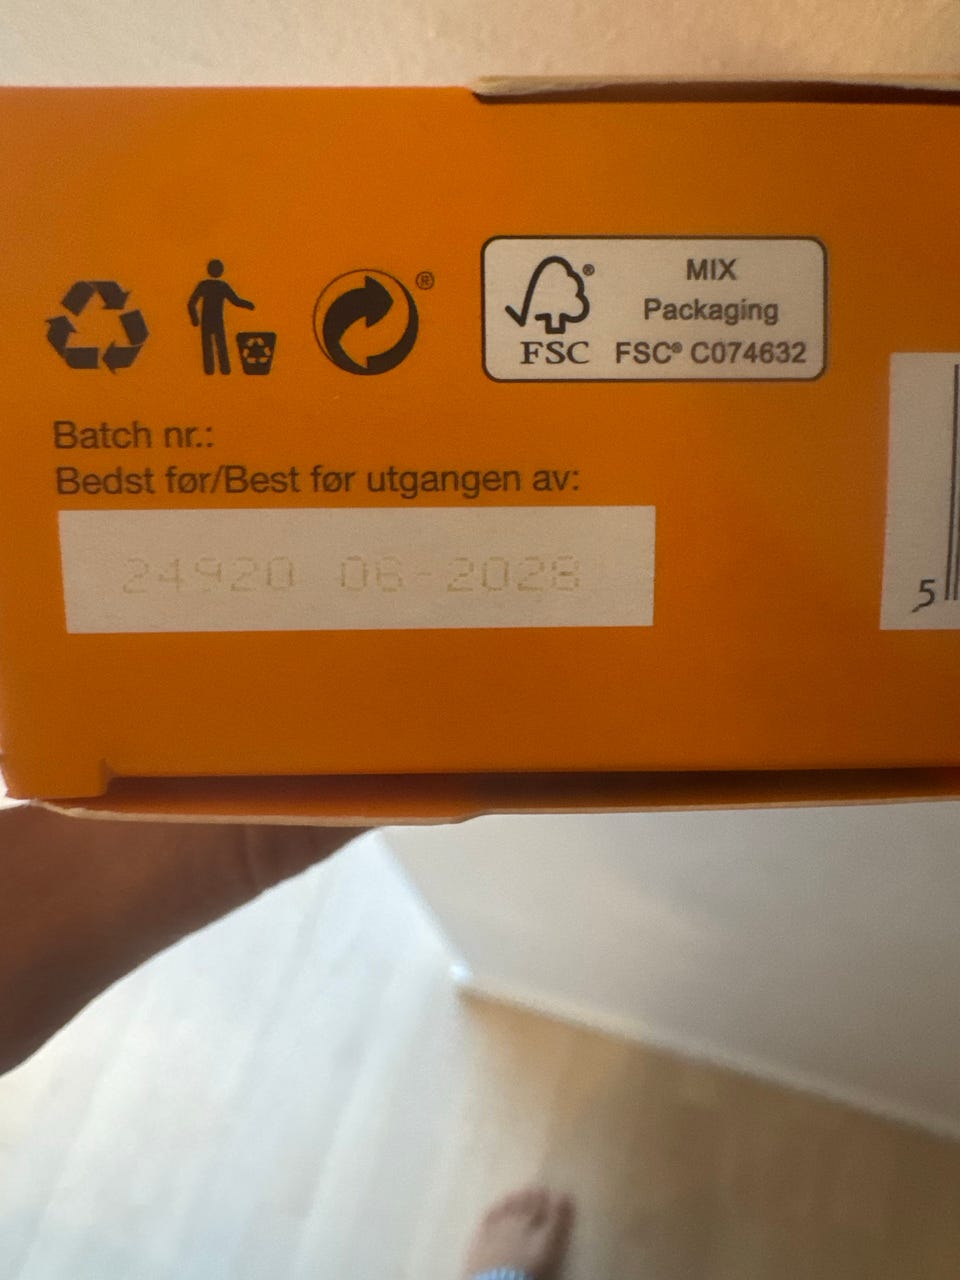 ®
MIX
Packaging
FSC® FSC® C074632
Batch nr.:
Bedst før/Best før utgangen av:
24920 06-2028
5